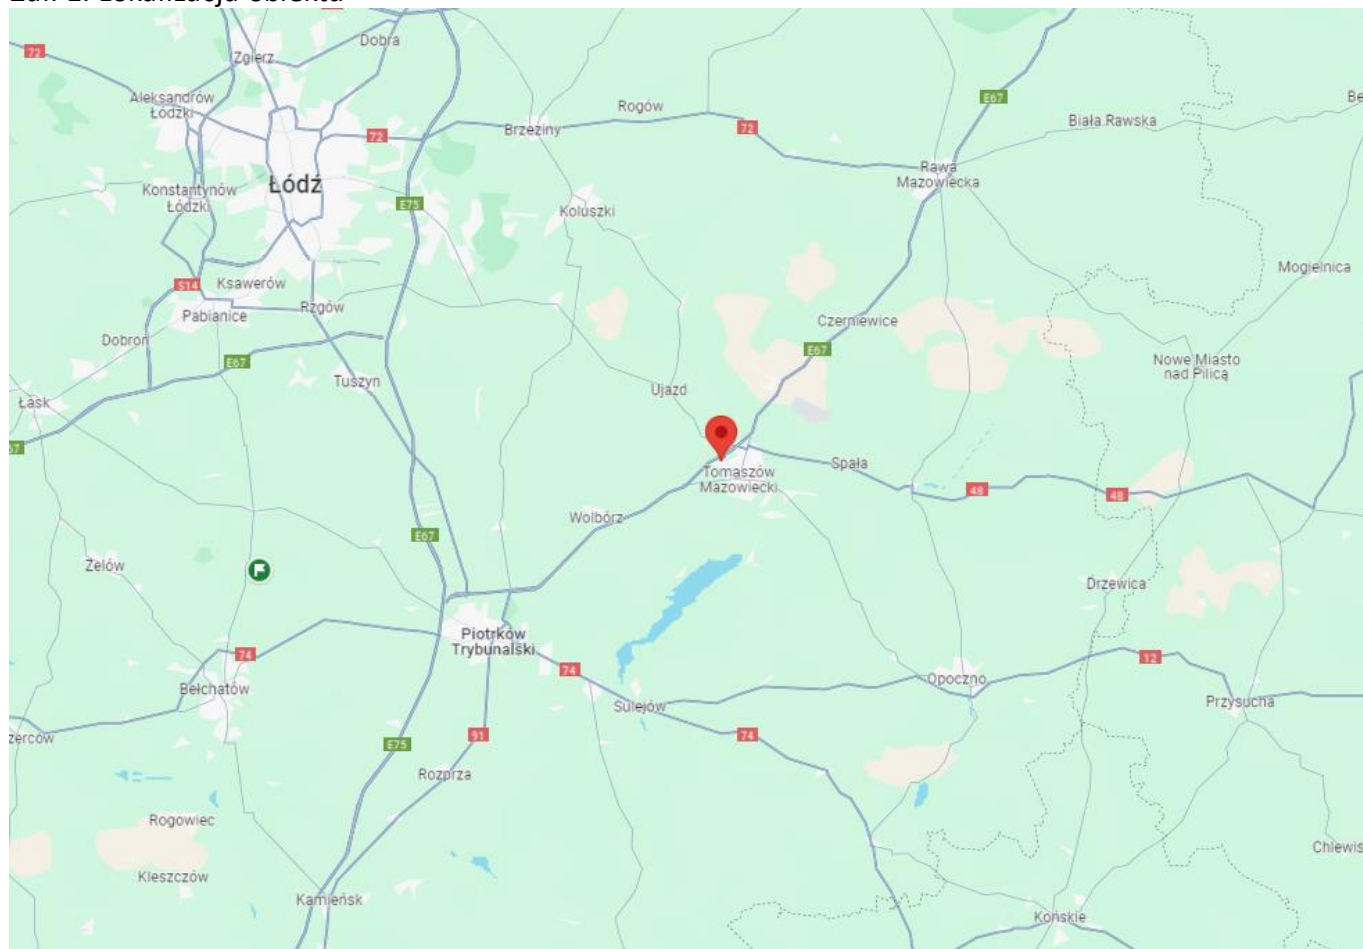 72
Dobra
Zgierz
E67
Aleksandrów
Łódzki
Rogów
72
Brzeziny
72
Biała Rawska
Rawa
Mazowiecka
Łódź
Konstantynów
Łódzki
E75
Koluszki
Mogielnica
S14
Ksawerów
Rzgów
Pabianice
Czerniewice
Dobroń
E67
E67
Nowe Miasto
nad Pilicą
Tuszyn
Ujazd
Łask
Tomaszów
Mazowiecki
Spała
48
48
Wolbórz
E67
Zelów
Drzewica
Piotrków
Trybunalski
74
74
12
Bełchatów
Opoczno
Przysucha
Sulejów
91
74
E75
Rozprza
Rogowiec
Kleszczów
Kamieńsk
Końskie